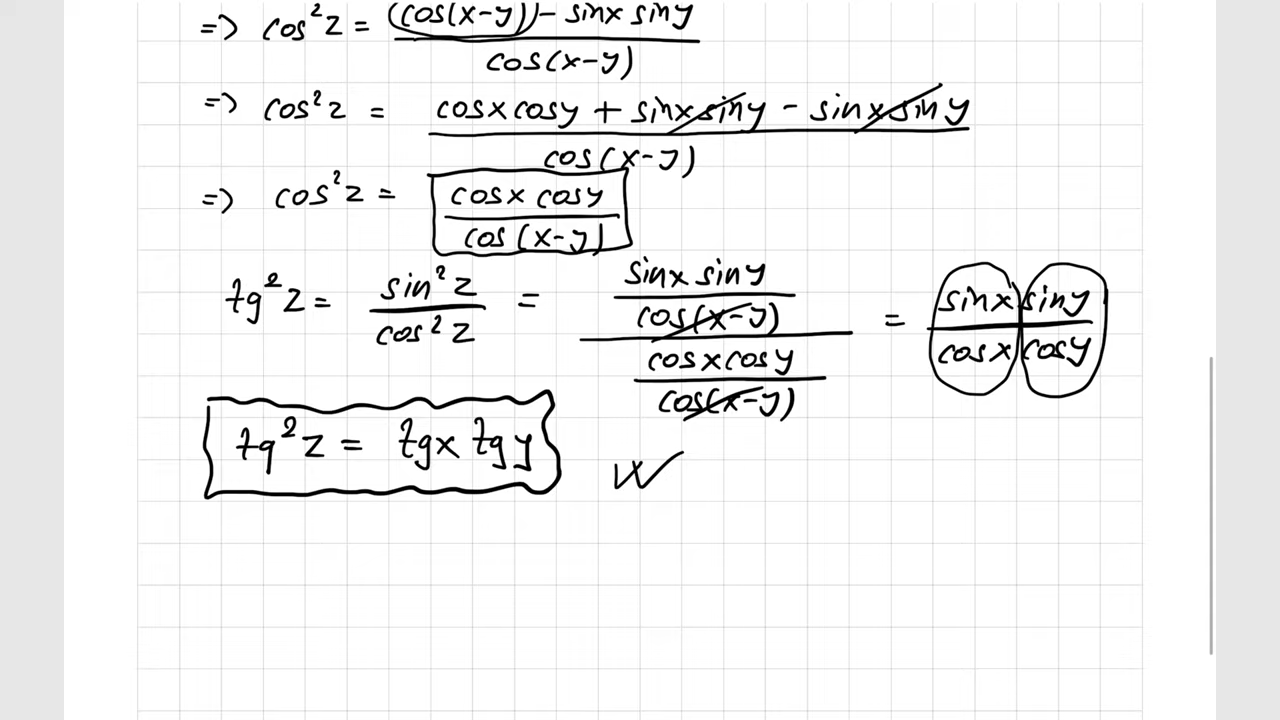 => cos²z = (cos(x-y)) - sinx siny / cos(x-y)
=> cos²z = cosx cosy + sinx siny - sinx siny / cos(x-y)
=> cos²z = cosx cosy / cos(x-y)
tg²z = sin²z / cos²z = sinx siny / cos(x-y) / cosx cosy / cos(x-y) = sinx siny / cosx cosy
tg²z = tgx tgy